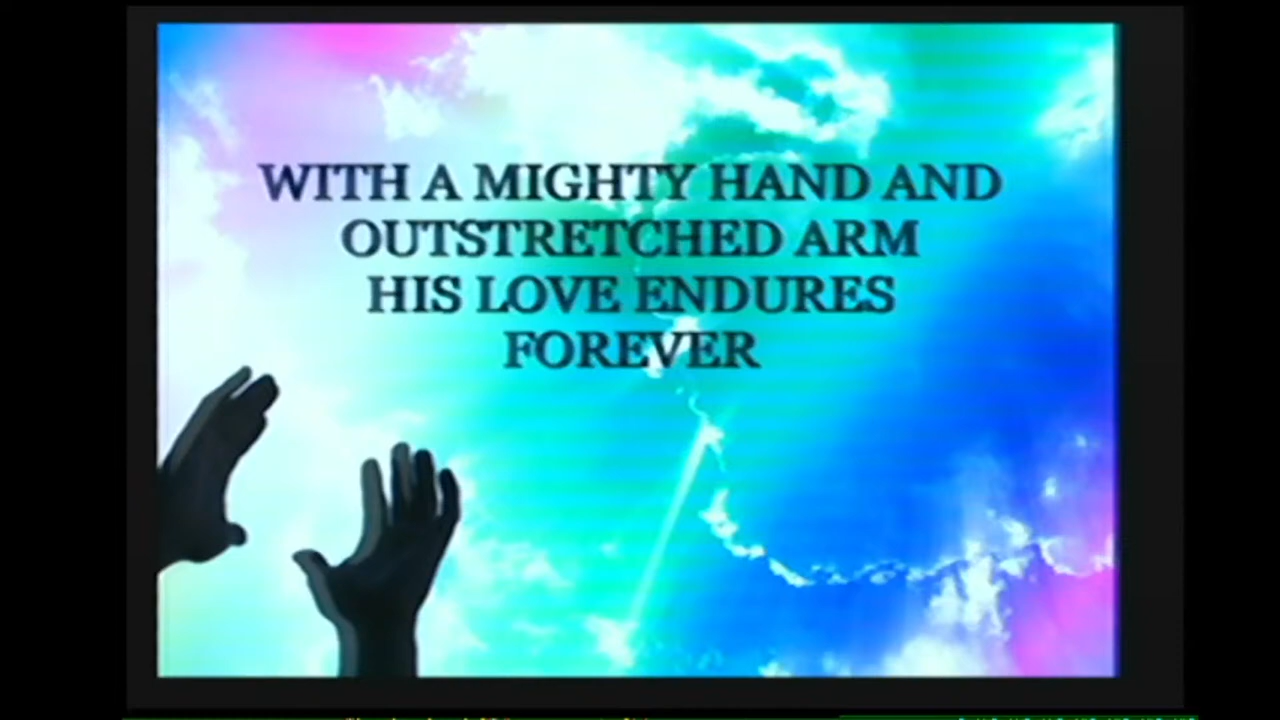 WITH A MIGHTY HAND AND
OUTSTRETCHED ARM
HIS LOVE ENDURES
FOREVER